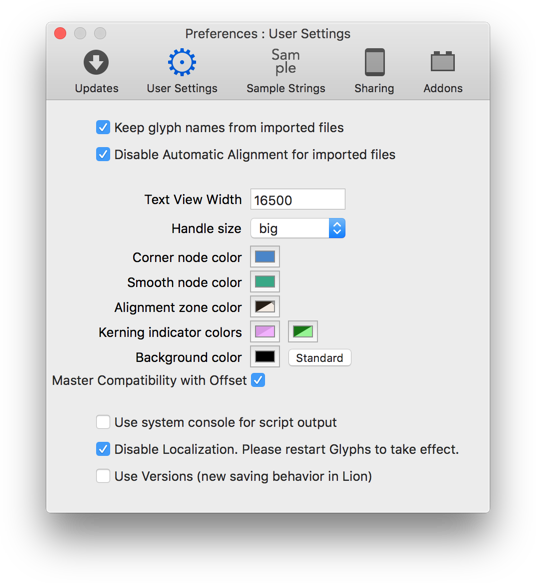 Preferences : User Settings
Sam
ple
Updates User Settings Sample Strings Sharing Addons
Keep glyph names from imported files
Disable Automatic Alignment for imported files
Text View Width 16500
Handle size big
Corner node color
Smooth node color
Alignment zone color
Kerning indicator colors
Background color Standard
Master Compatibility with Offset
Use system console for script output
Disable Localization. Please restart Glyphs to take effect.
Use Versions (new saving behavior in Lion)